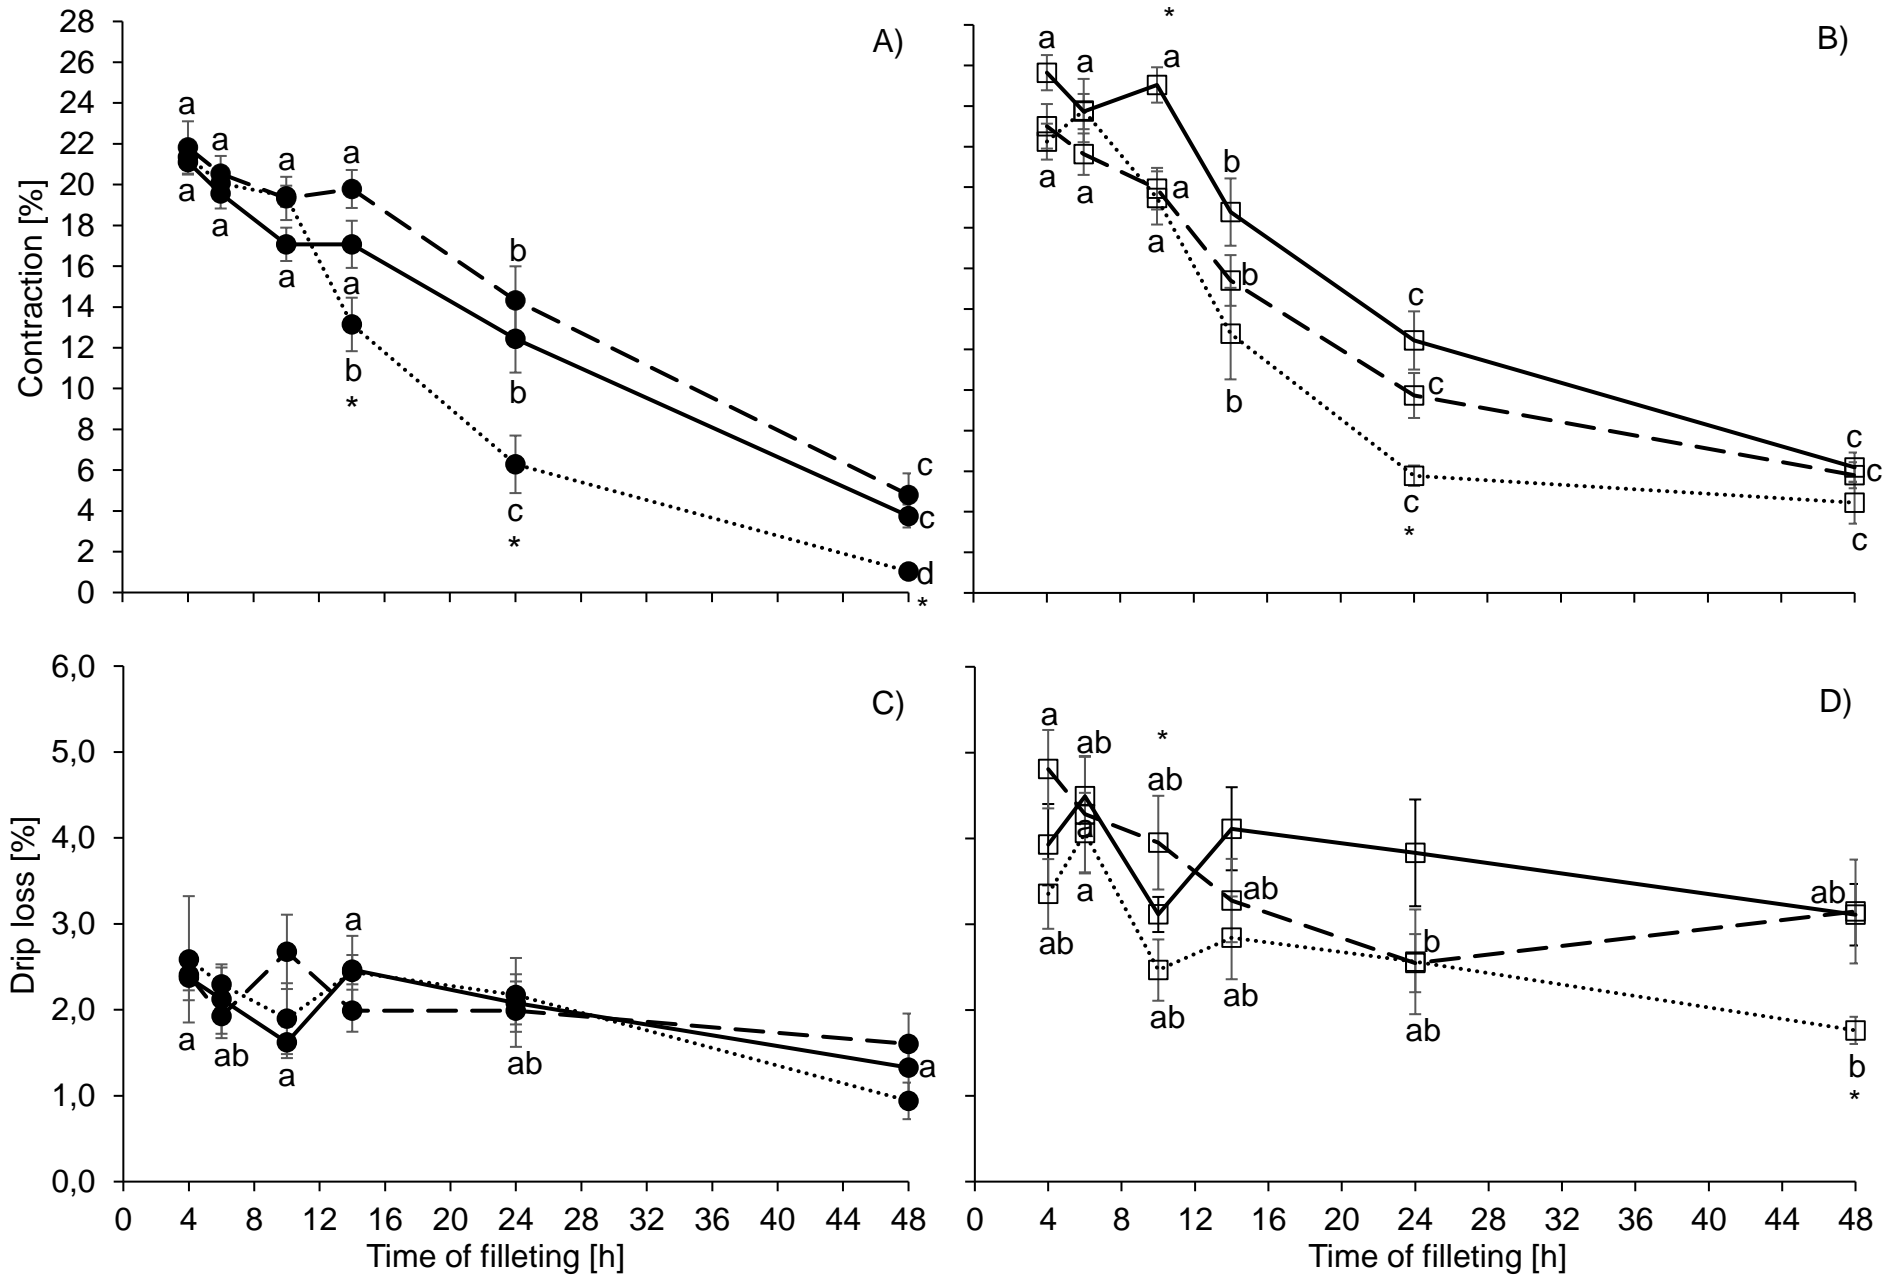 A)
B)
28
26
24
22
20
18
16
14
12
10
8
6
4
2
0
Contraction [%]
a
a
a
a
a
a
a
a
b
*
b
b
c
*
c
c
d
*
a
a
a
a
*
a
a
a
b
b
b
c
c
c
*
c
c
c
C)
D)
6,0
5,0
4,0
3,0
2,0
1,0
0,0
Drip loss [%]
a
ab
a
a
ab
a
a
ab
ab
a
a
*
ab
ab
ab
ab
b
ab
ab
b
*
0 4 8 12 16 20 24 28 32 36 40 44 48
Time of filleting [h]
0 4 8 12 16 20 24 28 32 36 40 44 48
Time of filleting [h]